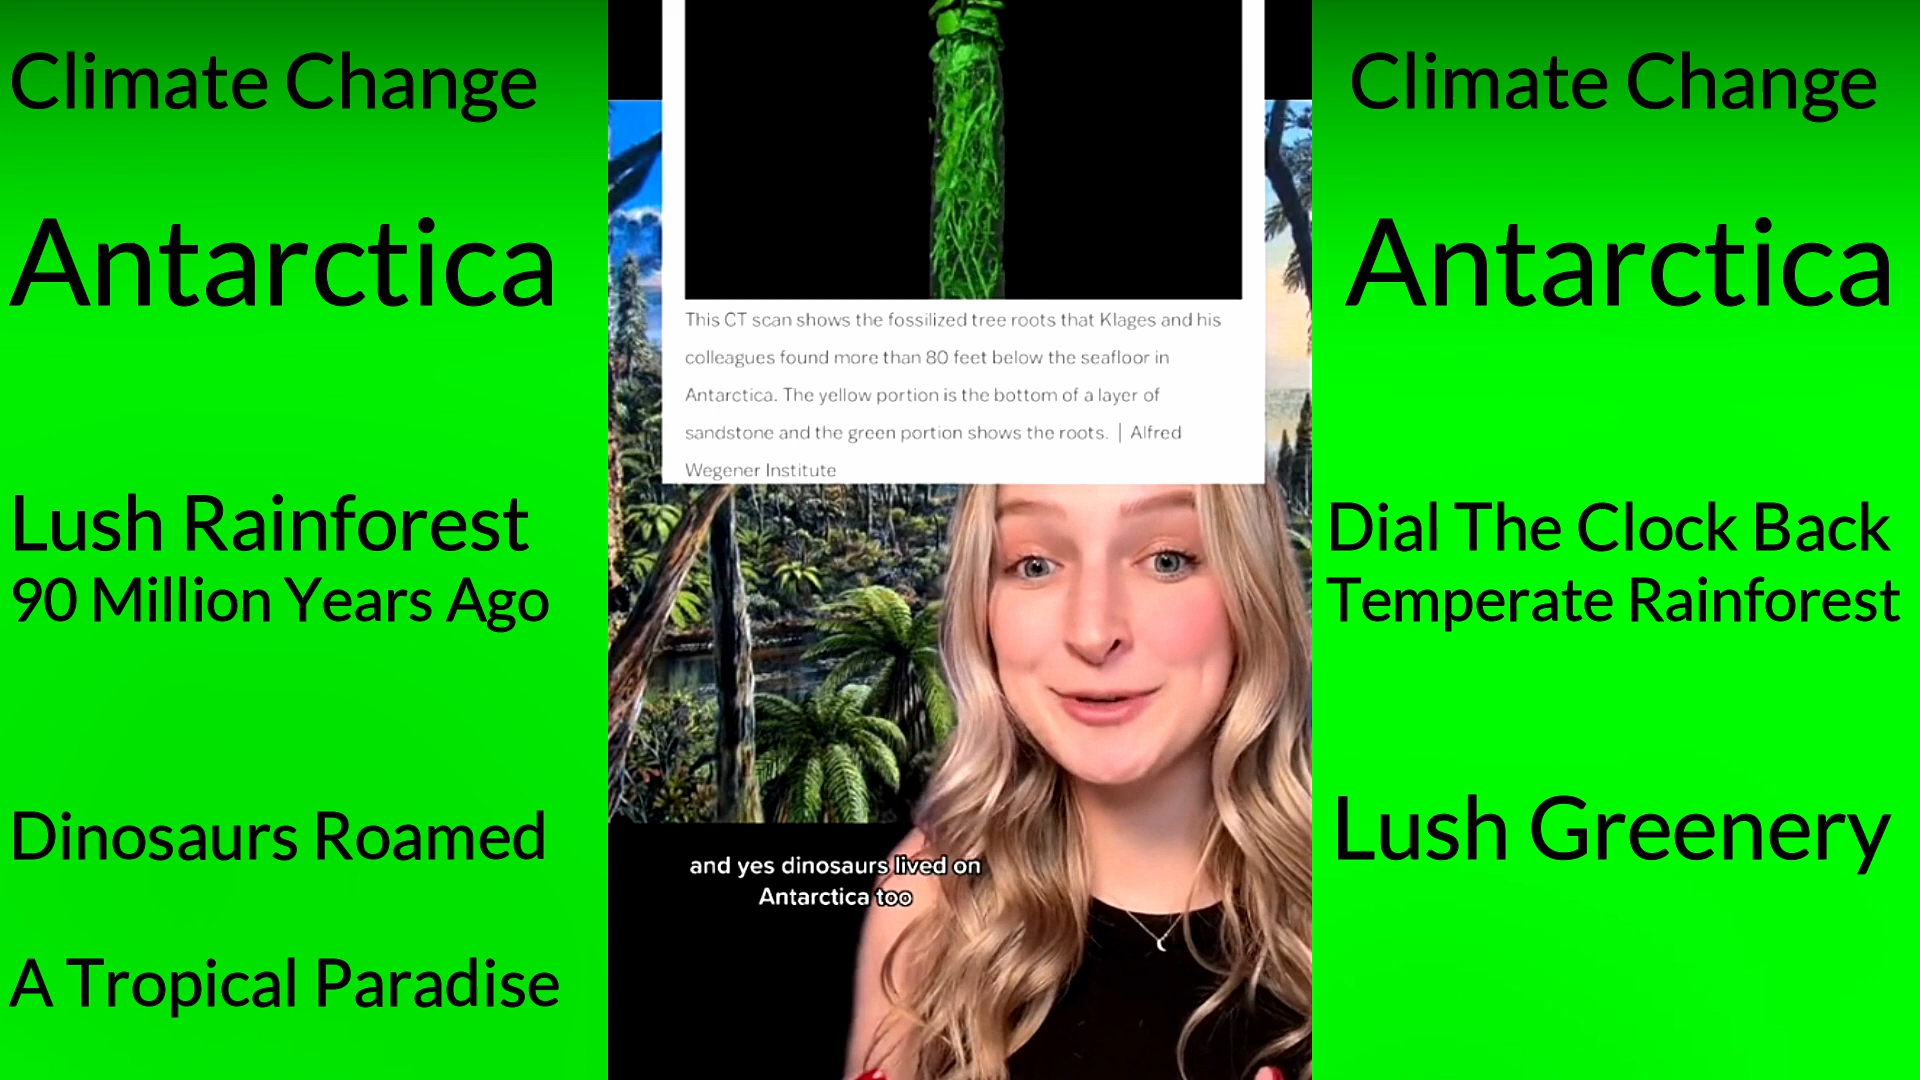 Climate Change
Antarctica
Lush Rainforest
90 Million Years Ago
Dinosaurs Roamed
A Tropical Paradise
This CT scan shows the fossilized tree roots that Klages and his
colleagues found more than 80 feet below the seafloor in
Antarctica. The yellow portion is the bottom of a layer of
sandstone and the green portion shows the roots. | Alfred
Wegener Institute
and yes dinosaurs lived on
Antarctica too
Climate Change
Antarctica
Dial The Clock Back
Temperate Rainforest
Lush Greenery